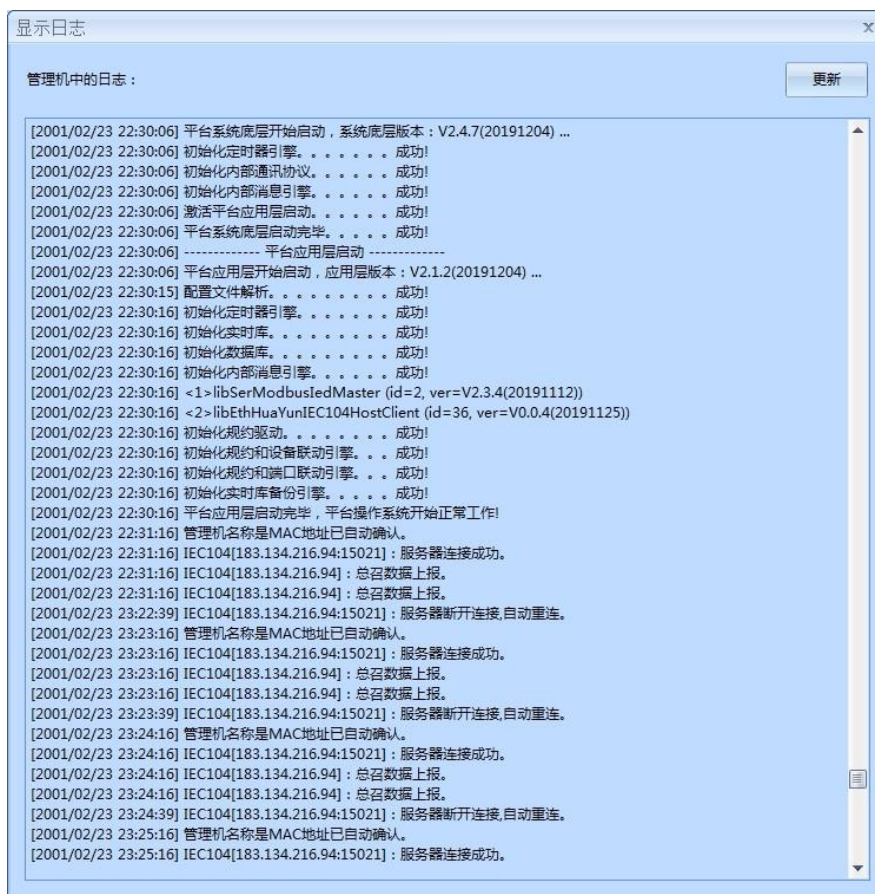 显示日志
管理机中的日志：
更新
[2001/02/23 22:30:06] 平台系统底层开始启动，系统底层版本：V2.4.7(20191204) ...
[2001/02/23 22:30:06] 初始化定时器引擎。。。。。。。成功!
[2001/02/23 22:30:06] 初始化内部通讯协议。。。。。。成功!
[2001/02/23 22:30:06] 初始化内部消息引擎。。。。。。成功!
[2001/02/23 22:30:06] 激活平台应用层启动。。。。。。成功!
[2001/02/23 22:30:06] 平台系统底层启动完毕。。。。。成功!
[2001/02/23 22:30:06] ------------- 平台应用层启动 -------------
[2001/02/23 22:30:06] 平台应用层开始启动，应用层版本：V2.1.2(20191204) ...
[2001/02/23 22:30:15] 配置文件解析。。。。。。。。。成功!
[2001/02/23 22:30:16] 初始化定时器引擎。。。。。。。成功!
[2001/02/23 22:30:16] 初始化实时库。。。。。。。。。成功!
[2001/02/23 22:30:16] 初始化数据库。。。。。。。。。成功!
[2001/02/23 22:30:16] 初始化内部消息引擎。。。。。。成功!
[2001/02/23 22:30:16] <1>libSerModbusIedMaster (id=2, ver=V2.3.4(20191112))
[2001/02/23 22:30:16] <2>libEthHuaYunIEC104HostClient (id=36, ver=V0.0.4(20191125))
[2001/02/23 22:30:16] 初始化规约驱动。。。。。。。。成功!
[2001/02/23 22:30:16] 初始化规约和设备联动引擎。。。成功!
[2001/02/23 22:30:16] 初始化规约和端口联动引擎。。。成功!
[2001/02/23 22:30:16] 初始化实时库备份引擎。。。。。成功!
[2001/02/23 22:30:16] 平台应用层启动完毕，平台操作系统开始正常工作!
[2001/02/23 22:31:16] 管理机名称是MAC地址已自动确认。
[2001/02/23 22:31:16] IEC104[183.134.216.94:15021]：服务器连接成功。
[2001/02/23 22:31:16] IEC104[183.134.216.94]：总召数据上报。
[2001/02/23 22:31:16] IEC104[183.134.216.94]：总召数据上报。
[2001/02/23 23:22:39] IEC104[183.134.216.94:15021]：服务器断开连接,自动重连。
[2001/02/23 23:23:16] 管理机名称是MAC地址已自动确认。
[2001/02/23 23:23:16] IEC104[183.134.216.94:15021]：服务器连接成功。
[2001/02/23 23:23:16] IEC104[183.134.216.94]：总召数据上报。
[2001/02/23 23:23:16] IEC104[183.134.216.94]：总召数据上报。
[2001/02/23 23:23:39] IEC104[183.134.216.94:15021]：服务器断开连接,自动重连。
[2001/02/23 23:24:16] 管理机名称是MAC地址已自动确认。
[2001/02/23 23:24:16] IEC104[183.134.216.94:15021]：服务器连接成功。
[2001/02/23 23:24:16] IEC104[183.134.216.94]：总召数据上报。
[2001/02/23 23:24:16] IEC104[183.134.216.94]：总召数据上报。
[2001/02/23 23:24:39] IEC104[183.134.216.94:15021]：服务器断开连接,自动重连。
[2001/02/23 23:25:16] 管理机名称是MAC地址已自动确认。
[2001/02/23 23:25:16] IEC104[183.134.216.94:15021]：服务器连接成功。